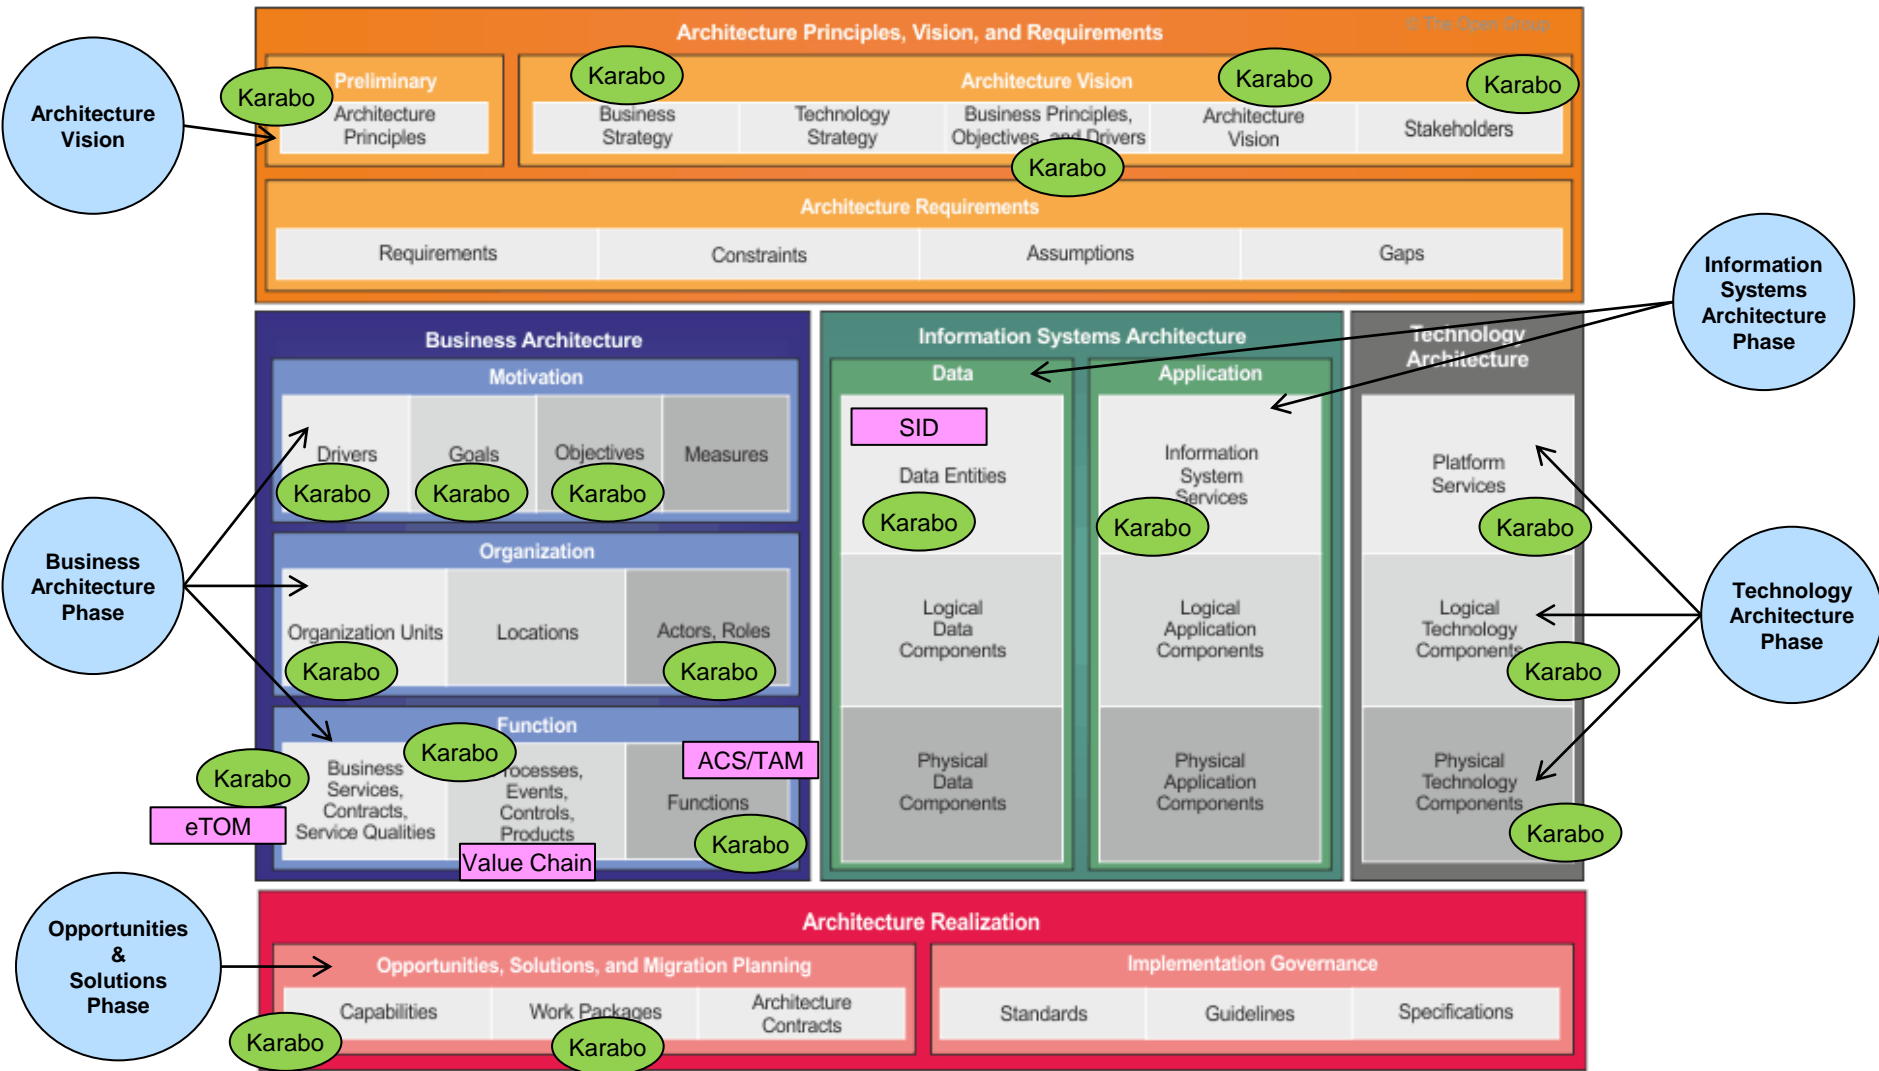 © The Open Group
Architecture Principles, Vision, and Requirements
Architecture
Vision
Karabo
Preliminary
Architecture
Principles
Karabo
Architecture Vision
Karabo
Karabo
Business
Strategy
Technology
Strategy
Business Principles,
Objectives, and Drivers
Architecture
Vision
Stakeholders
Karabo
Architecture Requirements
Requirements
Constraints
Assumptions
Gaps
Information
Systems
Architecture
Phase
Business Architecture
Motivation
Drivers
Goals
Objectives
Measures
Karabo
Karabo
Karabo
Business
Architecture
Phase
Organization
Organization Units
Locations
Actors, Roles
Karabo
Karabo
Function
Karabo
Karabo
eTOM
Business
Services,
Contracts,
Service Qualities
rocesses,
Events,
Controls,
Products
Value Chain
ACS/TAM
Functions
Karabo
Information Systems Architecture
Data
SID
Data Entities
Karabo
Logical
Data
Components
Physical
Data
Components
Application
Information
System
Services
Karabo
Logical
Application
Components
Physical
Application
Components
Technology
Architecture
Platform
Services
Karabo
Logical
Technology
Components
Karabo
Physical
Technology
Components
Karabo
Technology
Architecture
Phase
Opportunities
&
Solutions
Phase
Architecture Realization
Opportunities, Solutions, and Migration Planning
Capabilities
Work Packages
Architecture
Contracts
Karabo
Karabo
Implementation Governance
Standards
Guidelines
Specifications